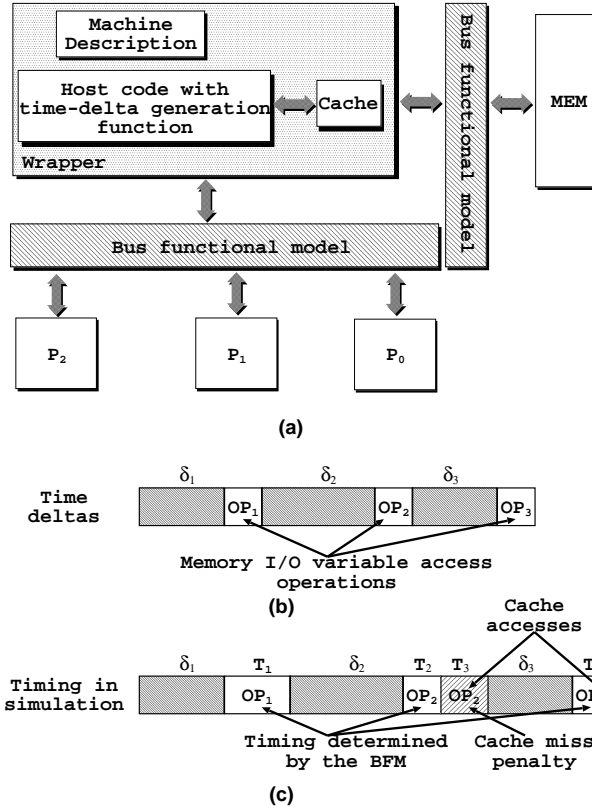 Machine
Description
Host code with
time-delta generation
function
Cache
Wrapper
Bus functional model
MEM
Bus functional model
P₂
P₁
P₀
(a)
δ₁ δ₂ δ₃
Time
deltas
OP₁ OP₂ OP₃
Memory I/O variable access
operations
(b)
Cache
accesses
δ₁ T₁ δ₂ T₂ T₃ δ₃ T
Timing in
simulation
OP₁ OP₂ OP₂ OP
Timing determined
by the BFM
Cache miss
penalty
(c)